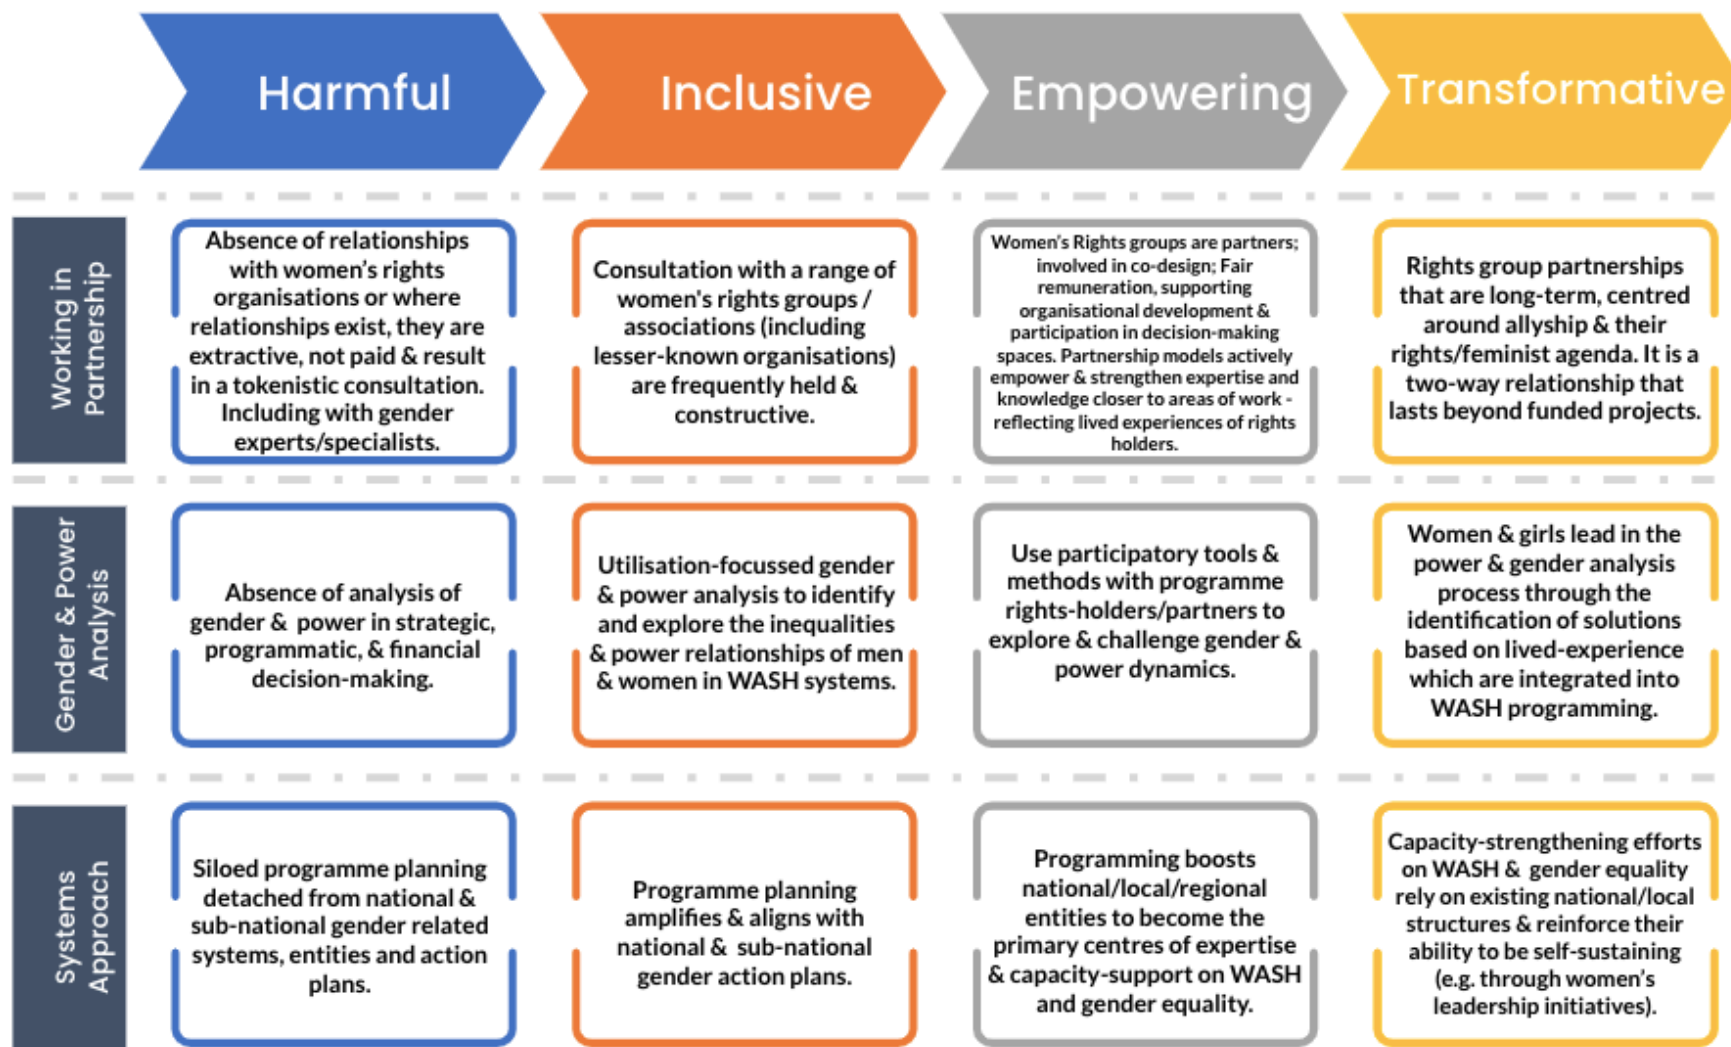 Harmful
Inclusive
Empowering
Transformative
Working in
Partnership
Absence of relationships
with women's rights
organisations or where
relationships exist, they are
extractive, not paid & result
in a tokenistic consultation.
Including with gender
experts/specialists.
Consultation with a range of
women's rights groups /
associations (including
lesser-known organisations)
are frequently held &
constructive.
Women's Rights groups are partners;
involved in co-design; Fair
remuneration, supporting
organisational development &
participation in decision-making
spaces. Partnership models actively
empower & strengthen expertise and
knowledge closer to areas of work -
reflecting lived experiences of rights
holders.
Rights group partnerships
that are long-term, centred
around allyship & their
rights/feminist agenda. It is a
two-way relationship that
lasts beyond funded projects.
Gender & Power
Analysis
Absence of analysis of
gender & power in strategic,
programmatic, & financial
decision-making.
Utilisation-focussed gender
& power analysis to identify
and explore the inequalities
& power relationships of men
& women in WASH systems.
Use participatory tools &
methods with programme
rights-holders/partners to
explore & challenge gender &
power dynamics.
Women & girls lead in the
power & gender analysis
process through the
identification of solutions
based on lived-experience
which are integrated into
WASH programming.
Systems
Approach
Siloed programme planning
detached from national &
sub-national gender related
systems, entities and action
plans.
Programme planning
amplifies & aligns with
national & sub-national
gender action plans.
Programming boosts
national/local/regional
entities to become the
primary centres of expertise
& capacity-support on WASH
and gender equality.
Capacity-strengthening efforts
on WASH & gender equality
rely on existing national/local
structures & reinforce their
ability to be self-sustaining
(e.g. through women's
leadership initiatives).